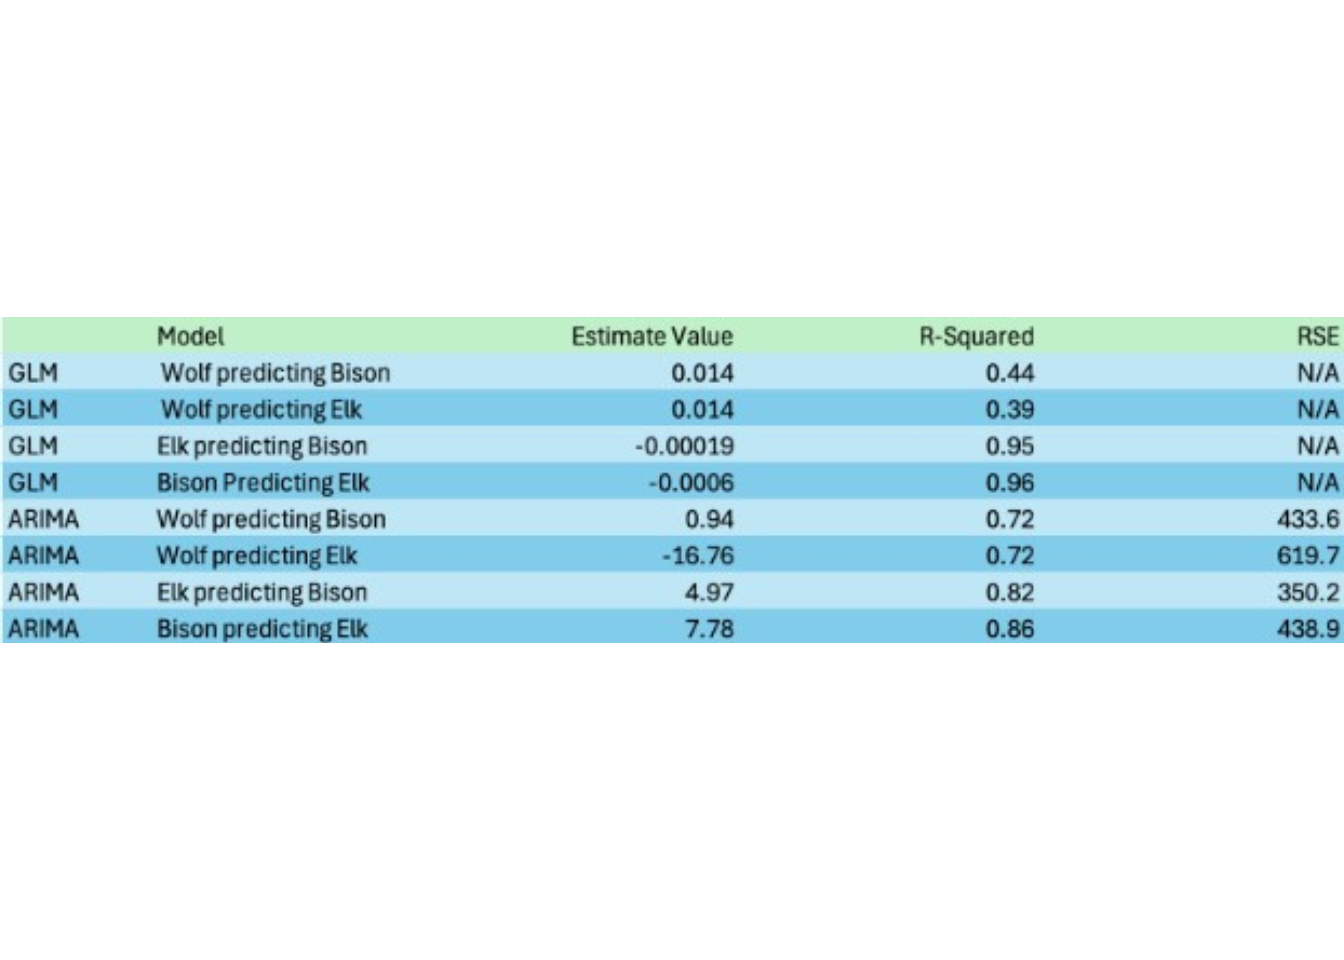 Model Estimate Value R-Squared RSE
GLM Wolf predicting Bison 0.014 0.44 N/A
GLM Wolf predicting Elk 0.014 0.39 N/A
GLM Elk predicting Bison -0.00019 0.95 N/A
GLM Bison Predicting Elk -0.0006 0.96 N/A
ARIMA Wolf predicting Bison 0.94 0.72 433.6
ARIMA Wolf predicting Elk -16.76 0.72 619.7
ARIMA Elk predicting Bison 4.97 0.82 350.2
ARIMA Bison predicting Elk 7.78 0.86 438.9